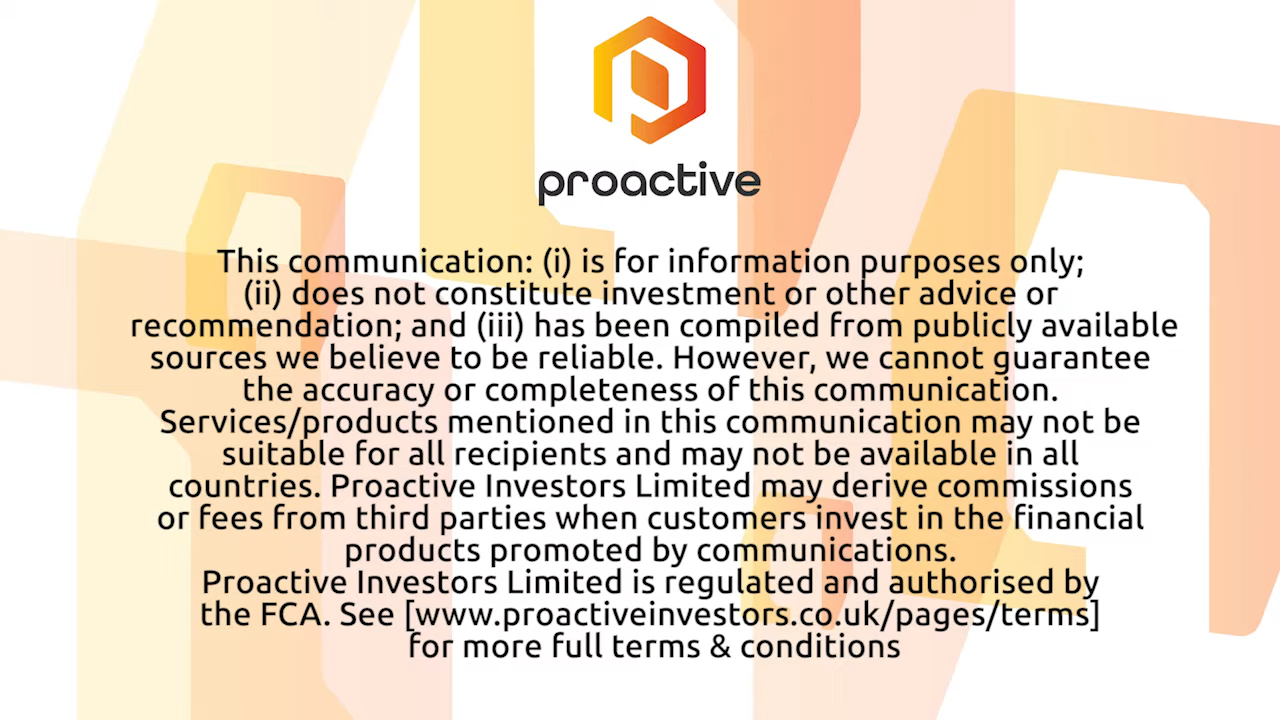 proactive
This communication: (i) is for information purposes only;
(ii) does not constitute investment or other advice or
recommendation; and (iii) has been compiled from publicly available
sources we believe to be reliable. However, we cannot guarantee
the accuracy or completeness of this communication.
Services/products mentioned in this communication may not be
suitable for all recipients and may not be available in all
countries. Proactive Investors Limited may derive commissions
or fees from third parties when customers invest in the financial
products promoted by communications.
Proactive Investors Limited is regulated and authorised by
the FCA. See [www.proactiveinvestors.co.uk/pages/terms]
for more full terms & conditions